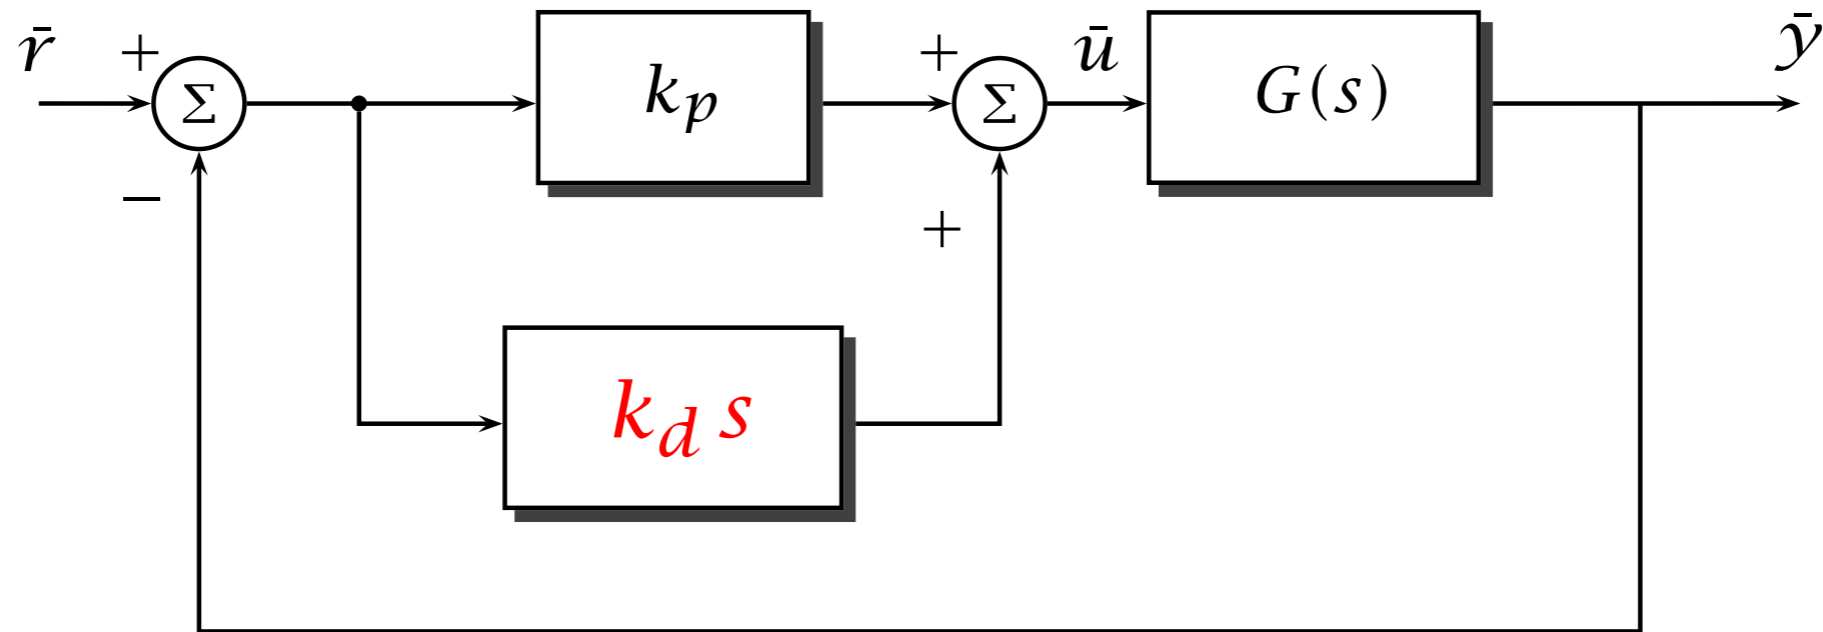 r̄ + Σ k_p + Σ ū G(s) ȳ
− +
k_d s